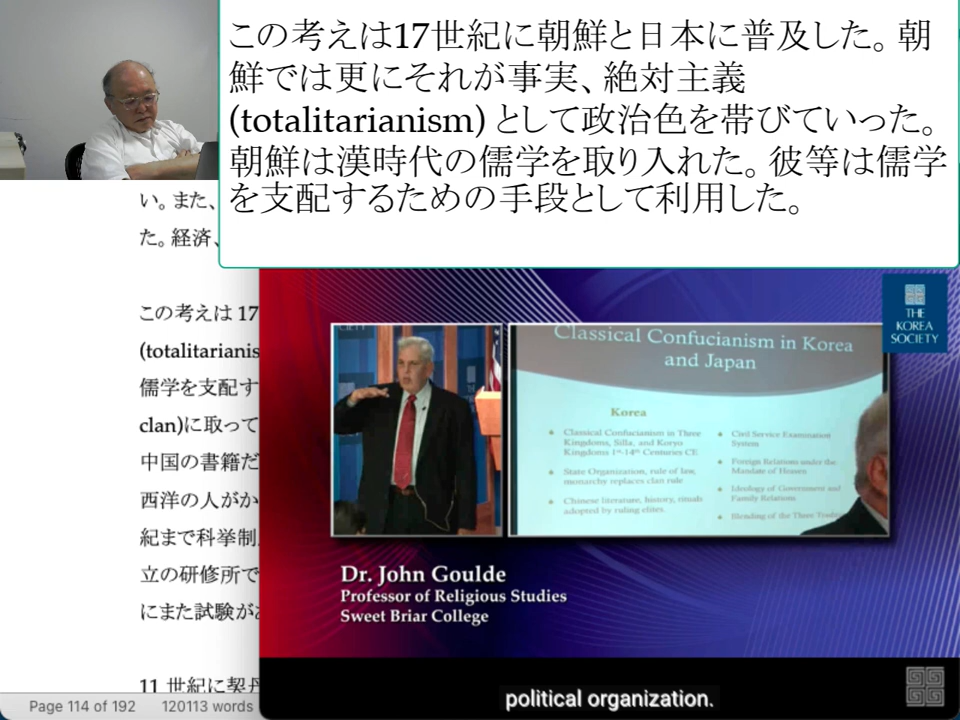 この考えは17世紀に朝鮮と日本に普及した。朝
鮮では更にそれが事実、絶対主義
(totalitarianism) として政治色を帯びていった。
朝鮮は漢時代の儒学を取り入れた。彼等は儒学
を支配するための手段として利用した。
い。また、
た。経済、
この考えは 17
(totalitarianis
儒学を支配す
clan)に取って
中国の書籍だ
西洋の人がか
紀まで科挙制
立の研修所で
にまた試験が
11 世紀に契丹
Page 114 of 192 120113 words
THE
KOREA
SOCIETY
Classical Confucianism in Korea
and Japan
Korea
Classical Confucianism in Three
Kingdoms, Silla, and Koryo
Kingdoms 1st-14th Centuries CE
State Organization, rule of law,
monarchy replaces clan rule
Chinese literature, history, rituals
adopted by ruling elites.
Civil Service Examination
System
Foreign Relations under the
Mandate of Heaven
Ideology of Government and
Family Relations
Blending of the Three
Dr. John Goulde
Professor of Religious Studies
Sweet Briar College
political organization.